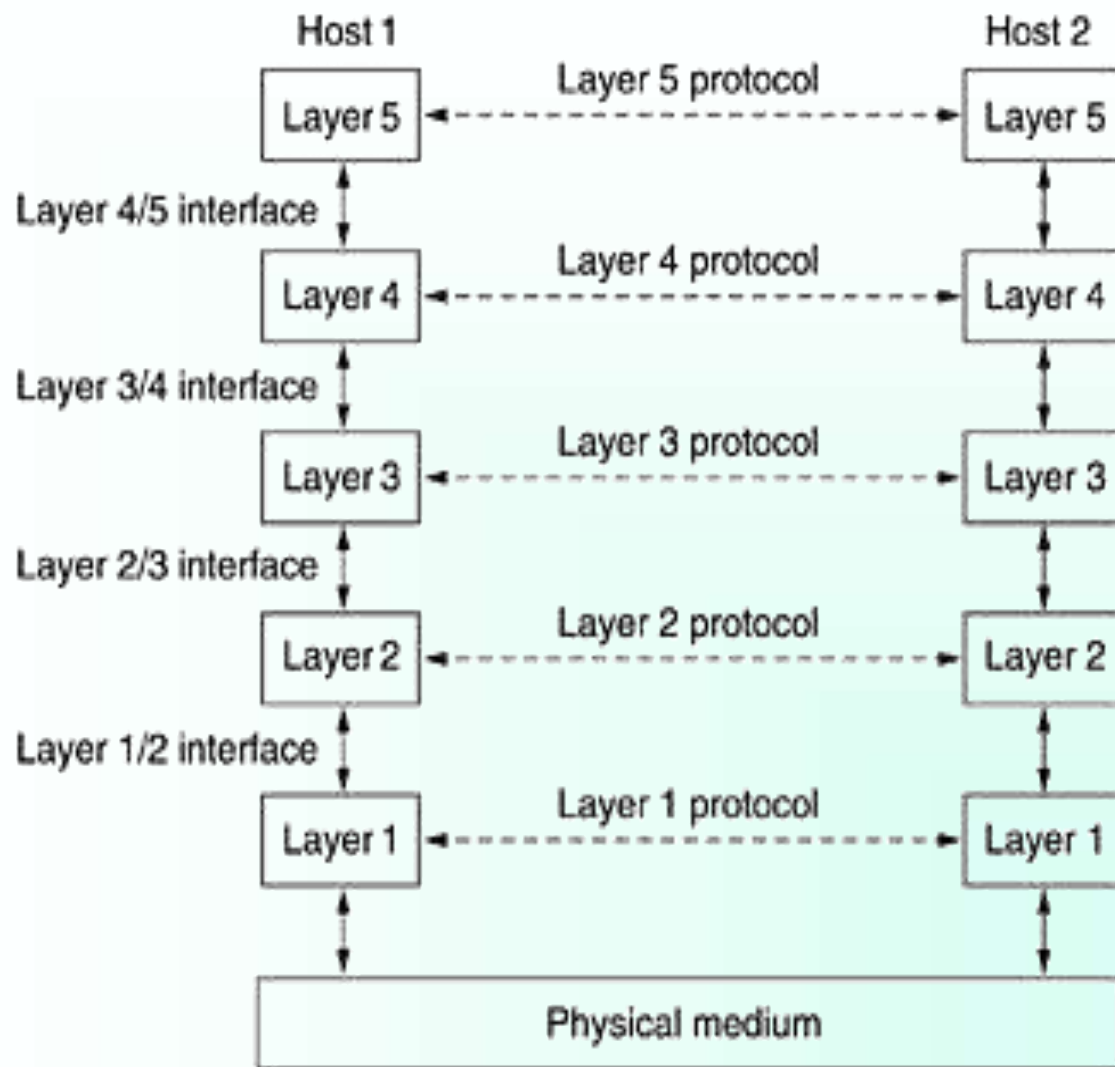 Host 1
Host 2
Layer 5 protocol
Layer 5
Layer 5
Layer 4/5 interface
Layer 4 protocol
Layer 4
Layer 4
Layer 3/4 interface
Layer 3 protocol
Layer 3
Layer 3
Layer 2/3 interface
Layer 2 protocol
Layer 2
Layer 2
Layer 1/2 interface
Layer 1 protocol
Layer 1
Layer 1
Physical medium